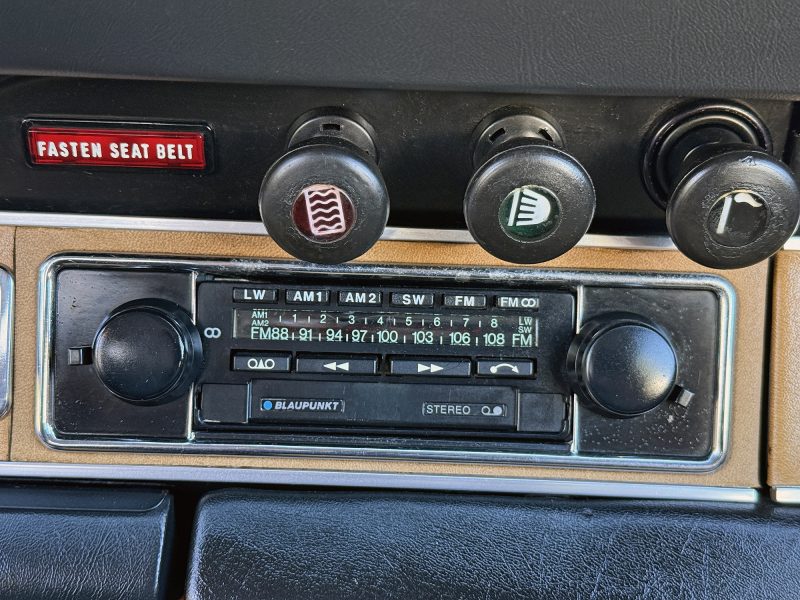 FASTEN SEAT BELT
LW AM1 AM2 SW FM FM
AM1 1 2 3 4 5 6 7 8 LW
AM2 SW
FM88 91 94 97 100 103 106 108 FM
BLAUPUNKT STEREO